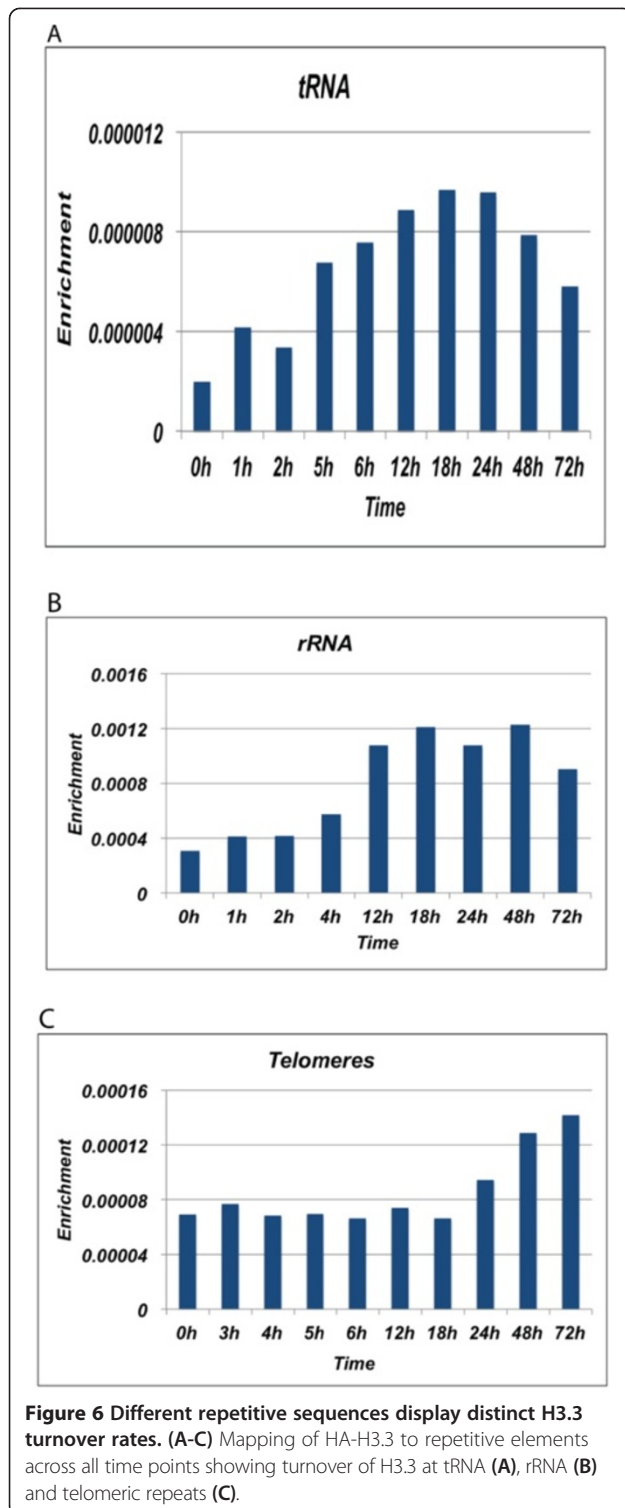 A
tRNA
0.000012
0.000008
0.000004
0
Enrichment
0h 1h 2h 5h 6h 12h 18h 24h 48h 72h
Time
B
rRNA
0.0016
0.0012
0.0008
0.0004
0
Enrichment
0h 1h 2h 4h 12h 18h 24h 48h 72h
Time
C
Telomeres
0.00016
0.00012
0.00008
0.00004
0
Enrichment
0h 3h 4h 5h 6h 12h 18h 24h 48h 72h
Time
Figure 6 Different repetitive sequences display distinct H3.3
turnover rates. (A-C) Mapping of HA-H3.3 to repetitive elements
across all time points showing turnover of H3.3 at tRNA (A), rRNA (B)
and telomeric repeats (C).